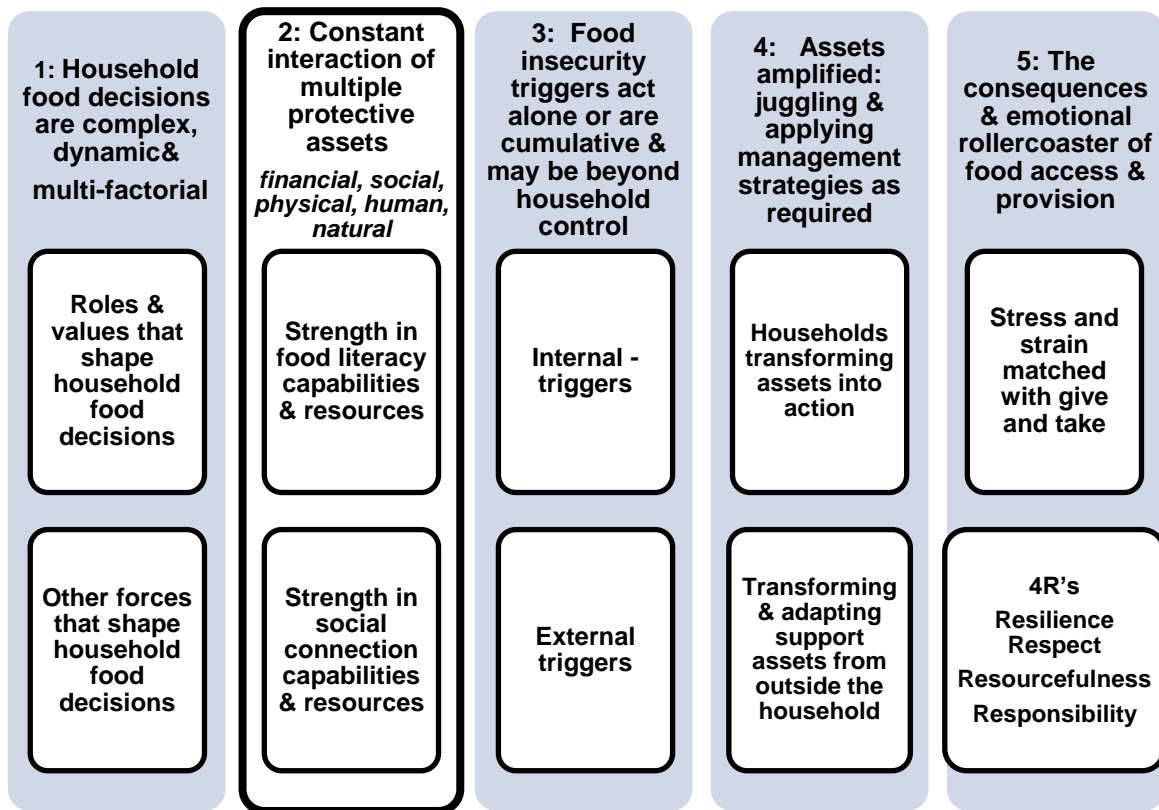 1: Household
food decisions
are complex,
dynamic&
multi-factorial
Roles &
values that
shape
household
food
decisions
Other forces
that shape
household
food
decisions
2: Constant
interaction of
multiple
protective
assets
financial, social,
physical, human,
natural
Strength in
food literacy
capabilities
& resources
Strength in
social
connection
capabilities
& resources
3: Food
insecurity
triggers act
alone or are
cumulative &
may be beyond
household
control
Internal -
triggers
External
triggers
4: Assets
amplified:
juggling &
applying
management
strategies as
required
Households
transforming
assets into
action
Transforming
& adapting
support
assets from
outside the
household
5: The
consequences
& emotional
rollercoaster of
food access &
provision
Stress and
strain
matched
with give
and take
4R's
Resilience
Respect
Resourcefulness
Responsibility